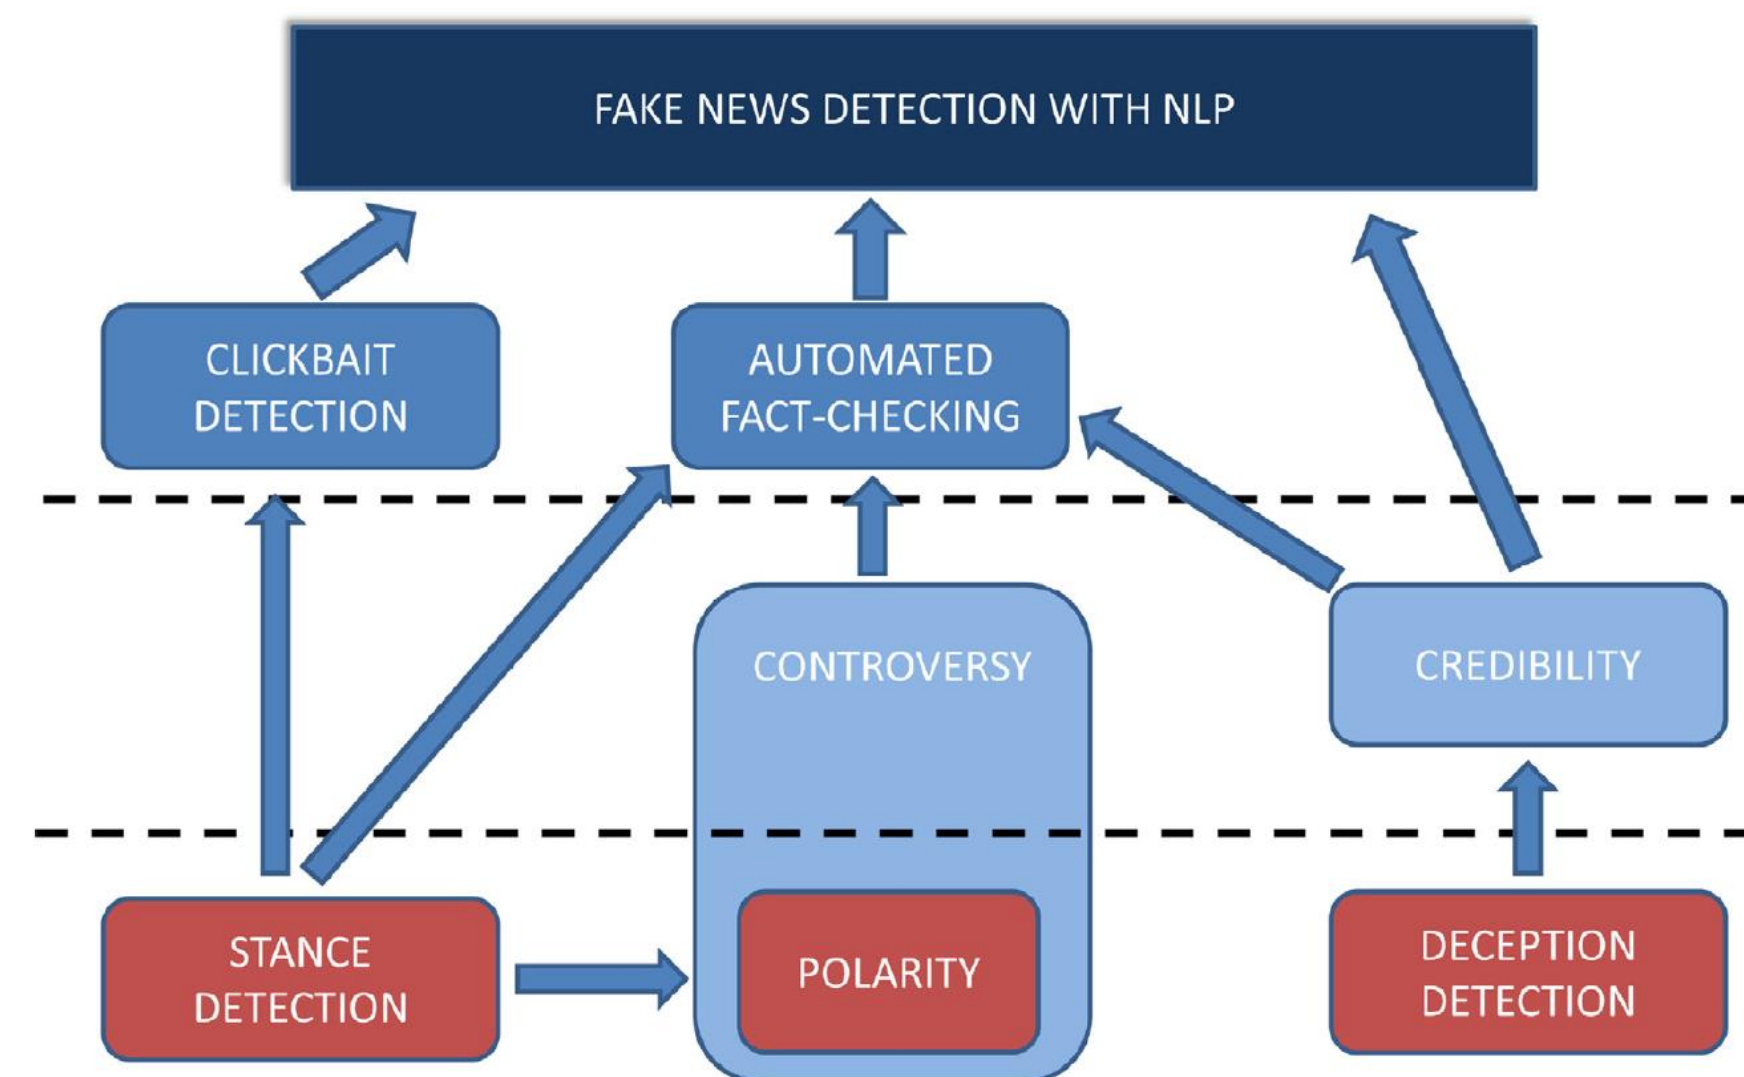 FAKE NEWS DETECTION WITH NLP
CLICKBAIT
DETECTION
AUTOMATED
FACT-CHECKING
CONTROVERSY
CREDIBILITY
STANCE
DETECTION
POLARITY
DECEPTION
DETECTION